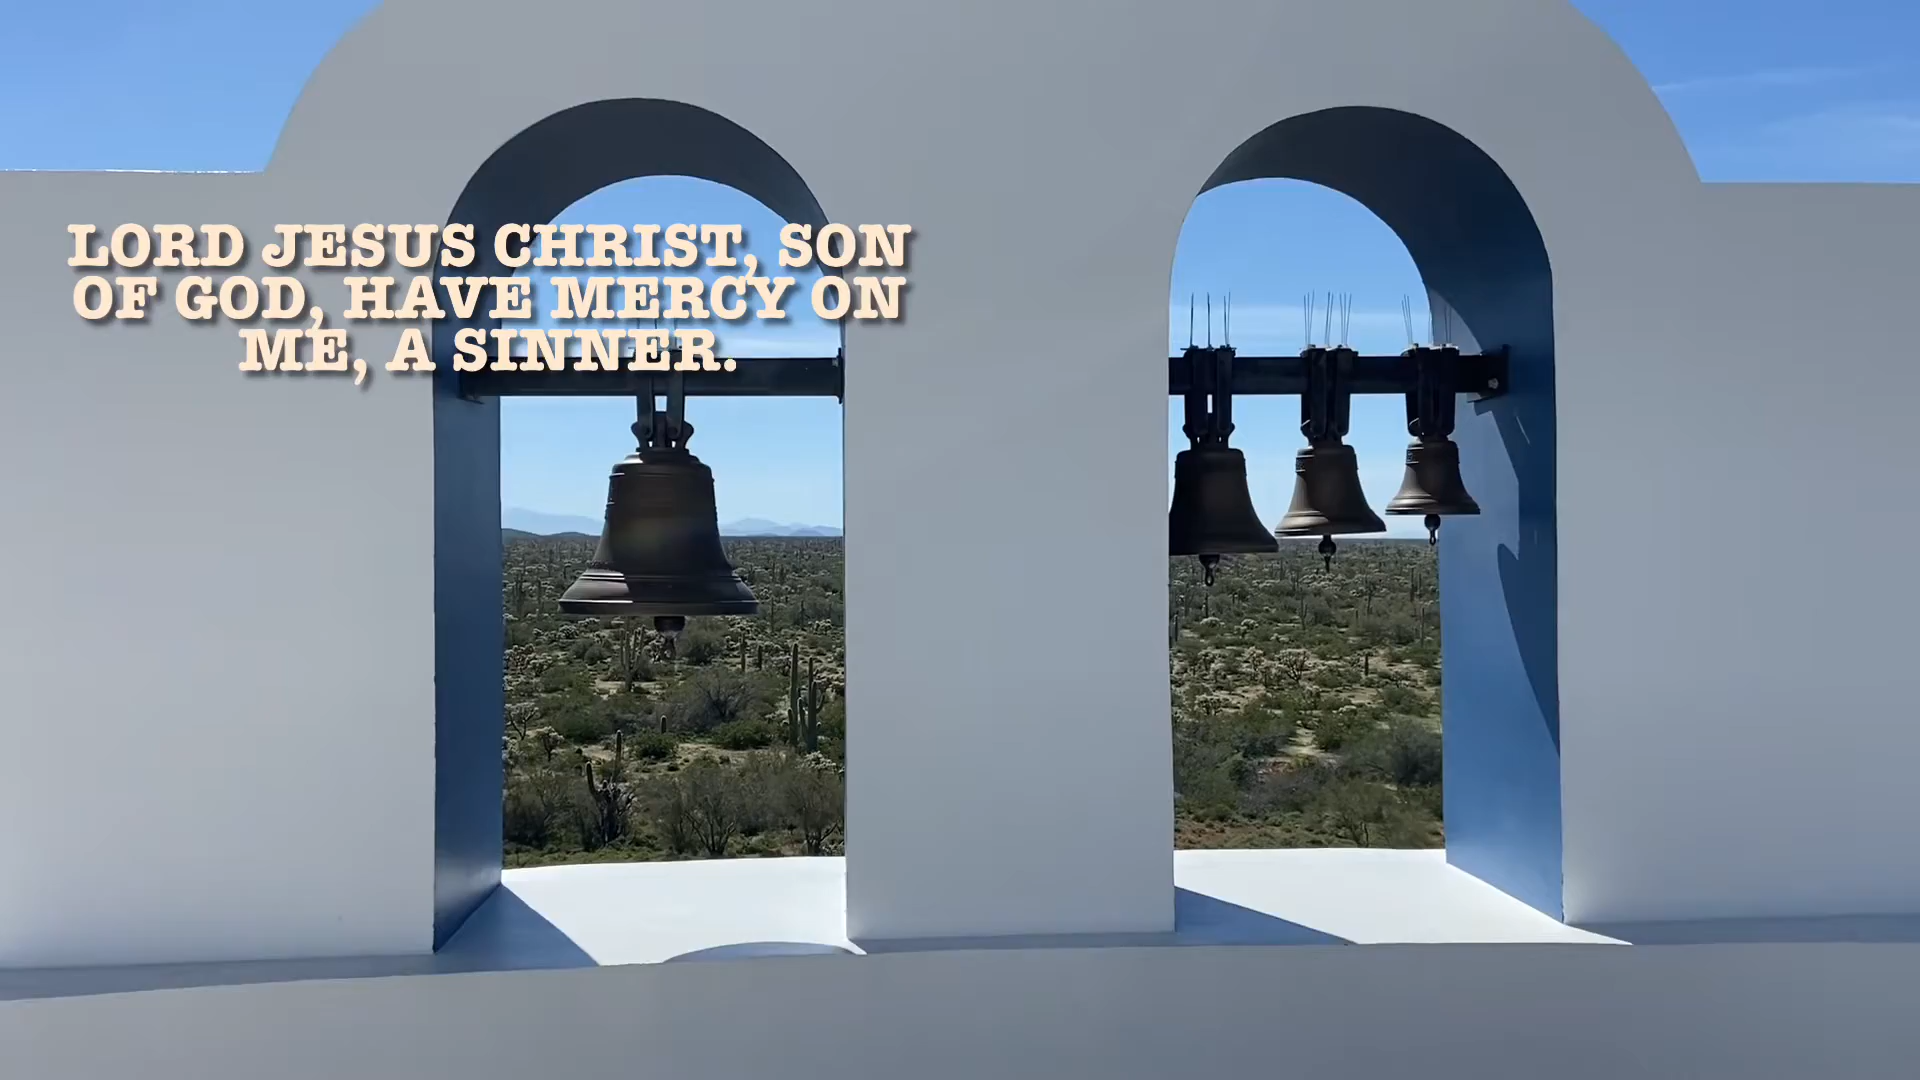 LORD JESUS CHRIST, SON
OF GOD, HAVE MERCY ON
ME, A SINNER.